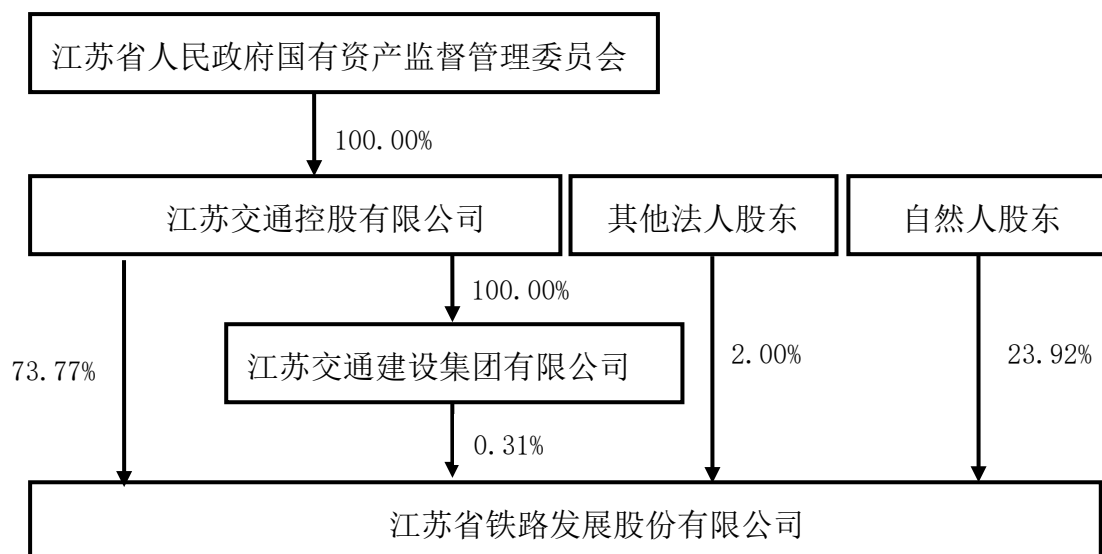 江苏省人民政府国有资产监督管理委员会
100.00%
江苏交通控股有限公司
其他法人股东
自然人股东
100.00%
73.77%
江苏交通建设集团有限公司
2.00%
23.92%
0.31%
江苏省铁路发展股份有限公司